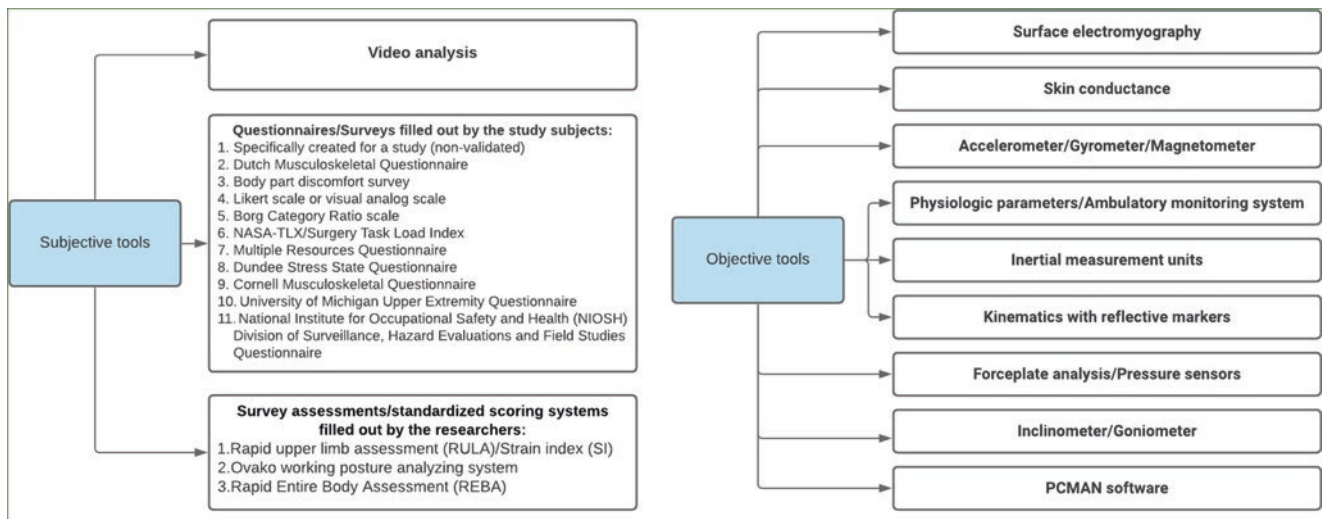 Subjective tools
Video analysis
Questionnaires/Surveys filled out by the study subjects:
1. Specifically created for a study (non-validated)
2. Dutch Musculoskeletal Questionnaire
3. Body part discomfort survey
4. Likert scale or visual analog scale
5. Borg Category Ratio scale
6. NASA-TLX/Surgery Task Load Index
7. Multiple Resources Questionnaire
8. Dundee Stress State Questionnaire
9. Cornell Musculoskeletal Questionnaire
10. University of Michigan Upper Extremity Questionnaire
11. National Institute for Occupational Safety and Health (NIOSH)
Division of Surveillance, Hazard Evaluations and Field Studies
Questionnaire
Survey assessments/standardized scoring systems
filled out by the researchers:
1.Rapid upper limb assessment (RULA)/Strain index (SI)
2.Ovako working posture analyzing system
3.Rapid Entire Body Assessment (REBA)
Objective tools
Surface electromyography
Skin conductance
Accelerometer/Gyrometer/Magnetometer
Physiologic parameters/Ambulatory monitoring system
Inertial measurement units
Kinematics with reflective markers
Forceplate analysis/Pressure sensors
Inclinometer/Goniometer
PCMAN software